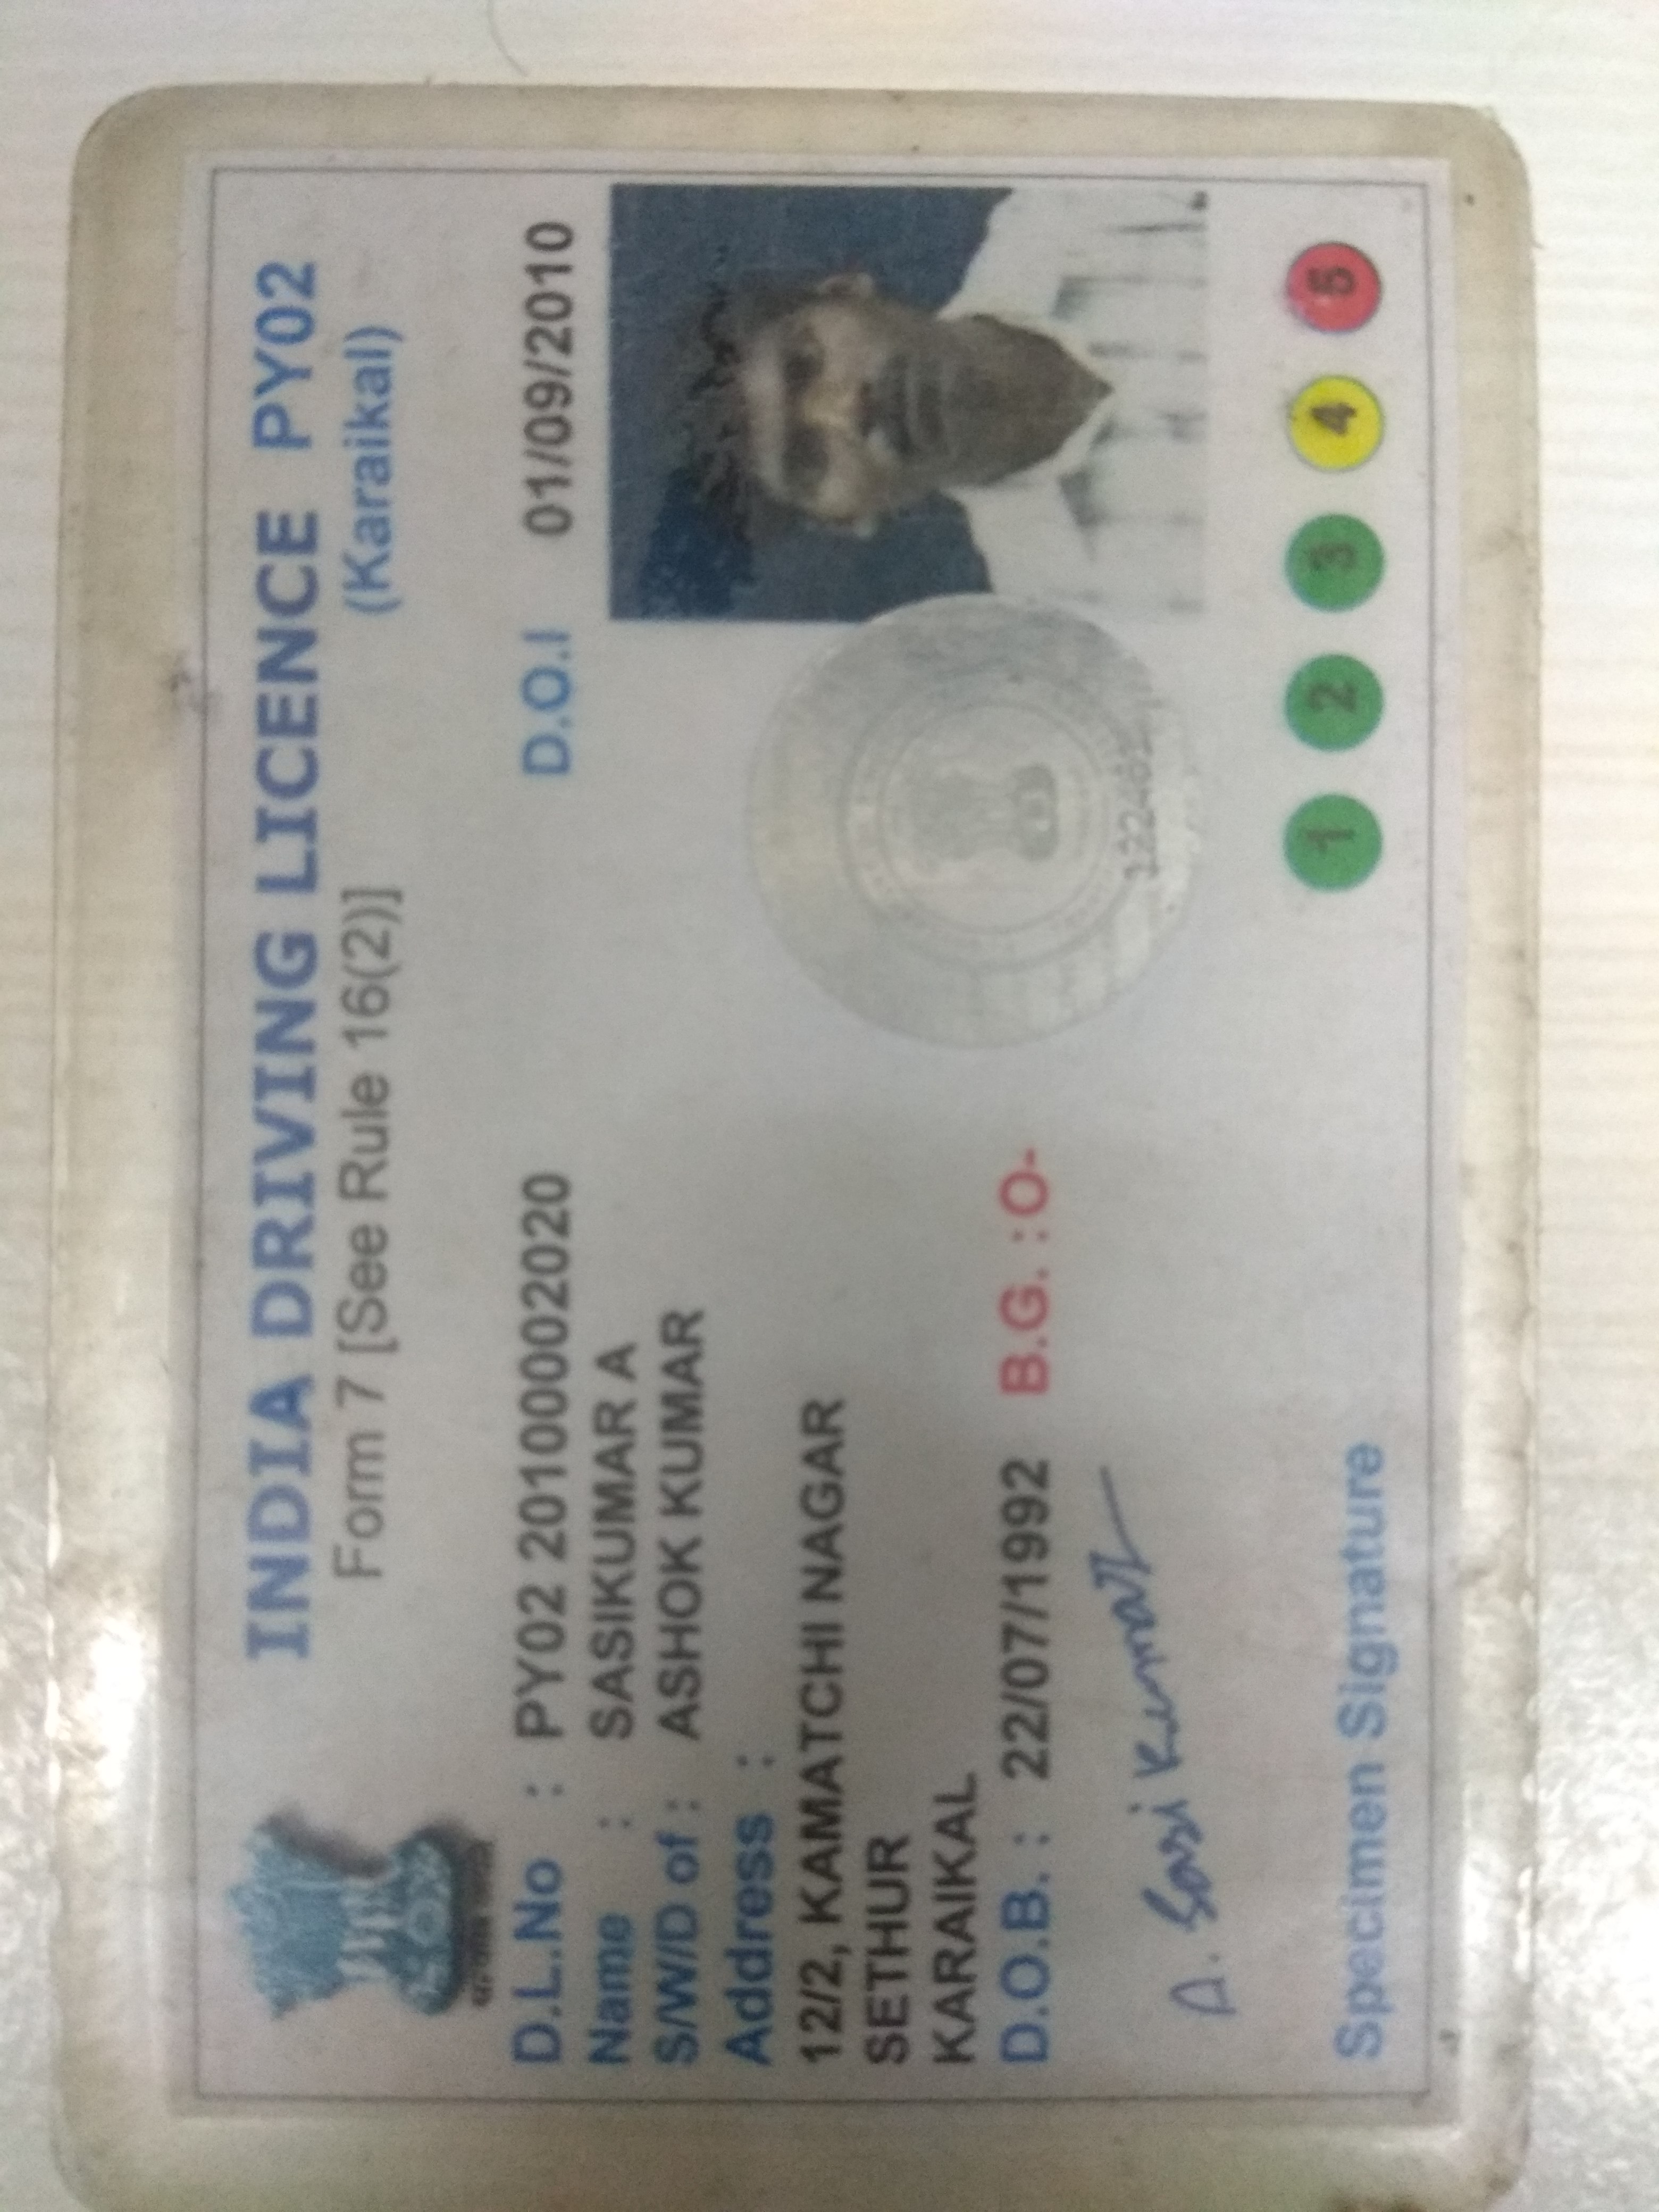 INDIA DRIVING LICENCE PY02
Form 7 [See Rule 16(2)] (Karaikal)
D.L.No : PY02 20100002020 D.O.I 01/09/2010
Name : SASIKUMAR A
S/W/D of : ASHOK KUMAR
Address :
12/2, KAMATCHI NAGAR
SETHUR
KARAIKAL
D.O.B. : 22/07/1992 B.G. :O-
A. Sasi Kumar
Specimen Signature 1 2 3 4 5